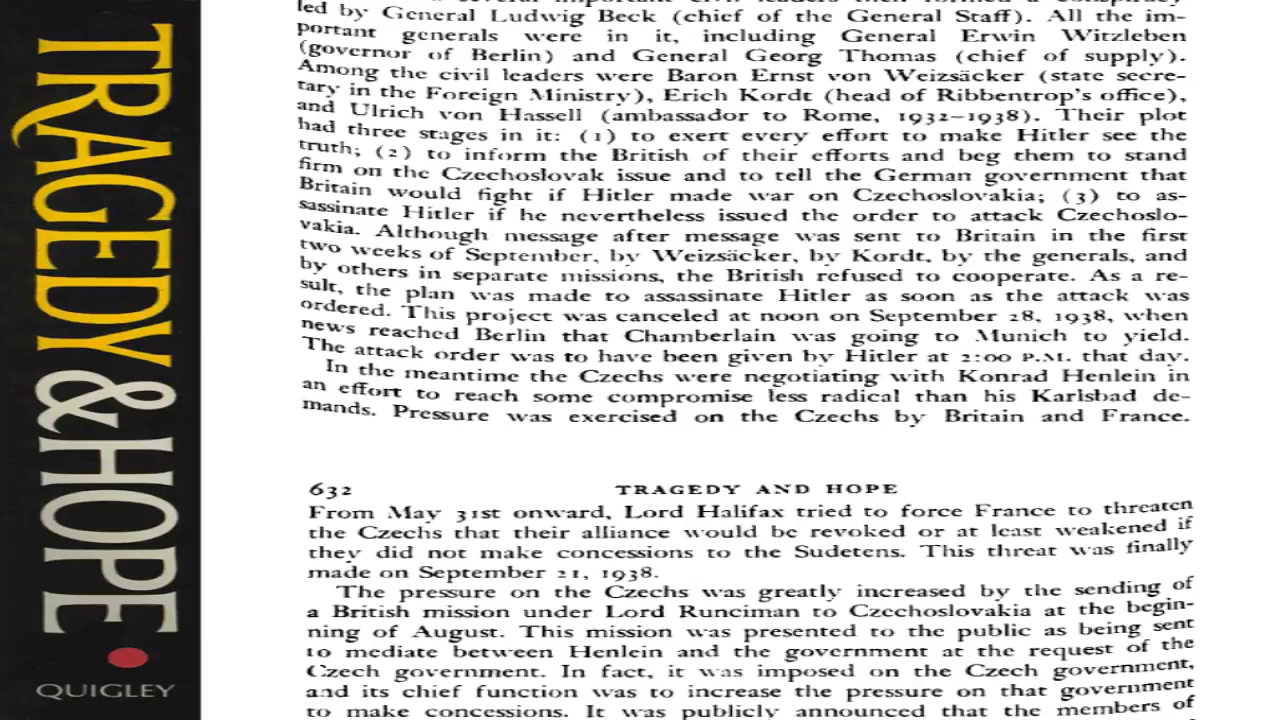 TRAGEDY & HOPE
QUIGLEY
a several important civil leaders then formed a conspiracy
led by General Ludwig Beck (chief of the General Staff). All the im-
portant generals were in it, including General Erwin Witzleben
(governor of Berlin) and General Georg Thomas (chief of supply).
Among the civil leaders were Baron Ernst von Weizsäcker (state secre-
tary in the Foreign Ministry), Erich Kordt (head of Ribbentrop's office),
and Ulrich von Hassell (ambassador to Rome, 1932–1938). Their plot
had three stages in it: (1) to exert every effort to make Hitler see the
truth; (2) to inform the British of their efforts and beg them to stand
firm on the Czechoslovak issue and to tell the German government that
Britain would fight if Hitler made war on Czechoslovakia; (3) to as-
sassinate Hitler if he nevertheless issued the order to attack Czechoslo-
vakia. Although message after message was sent to Britain in the first
two weeks of September, by Weizsäcker, by Kordt, by the generals, and
by others in separate missions, the British refused to cooperate. As a re-
sult, the plan was made to assassinate Hitler as soon as the attack was
ordered. This project was canceled at noon on September 28, 1938, when
news reached Berlin that Chamberlain was going to Munich to yield.
The attack order was to have been given by Hitler at 2:00 P.M. that day.
In the meantime the Czechs were negotiating with Konrad Henlein in
an effort to reach some compromise less radical than his Karlsbad de-
mands. Pressure was exercised on the Czechs by Britain and France.
632 TRAGEDY AND HOPE
From May 31st onward, Lord Halifax tried to force France to threaten
the Czechs that their alliance would be revoked or at least weakened if
they did not make concessions to the Sudetens. This threat was finally
made on September 21, 1938.
The pressure on the Czechs was greatly increased by the sending of
a British mission under Lord Runciman to Czechoslovakia at the begin-
ning of August. This mission was presented to the public as being sent
to mediate between Henlein and the government at the request of the
Czech government. In fact, it was imposed on the Czech government,
and its chief function was to increase the pressure on that government
to make concessions. It was publicly announced that the members of